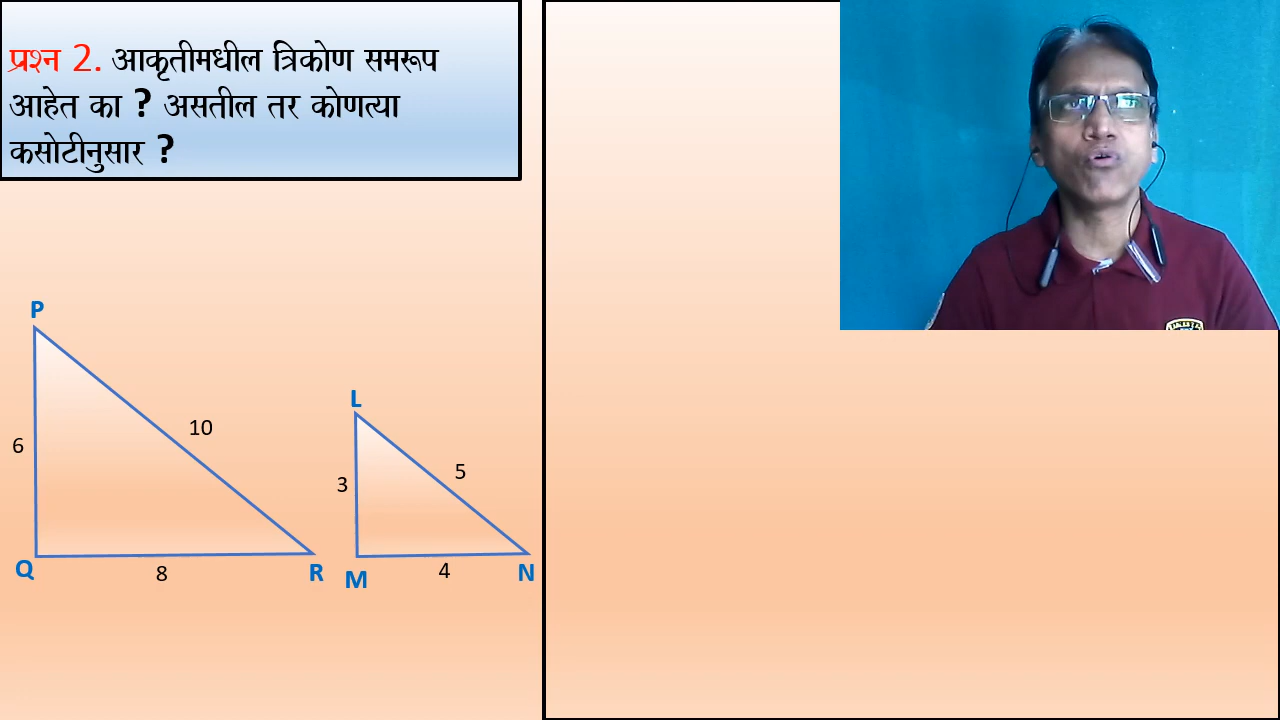 प्रश्न 2. आकृतीमधील त्रिकोण समरूप
आहेत का ? असतील तर कोणत्या
कसोटीनुसार ?
P
L
10
6
5
3
Q
8
R
M
4
N